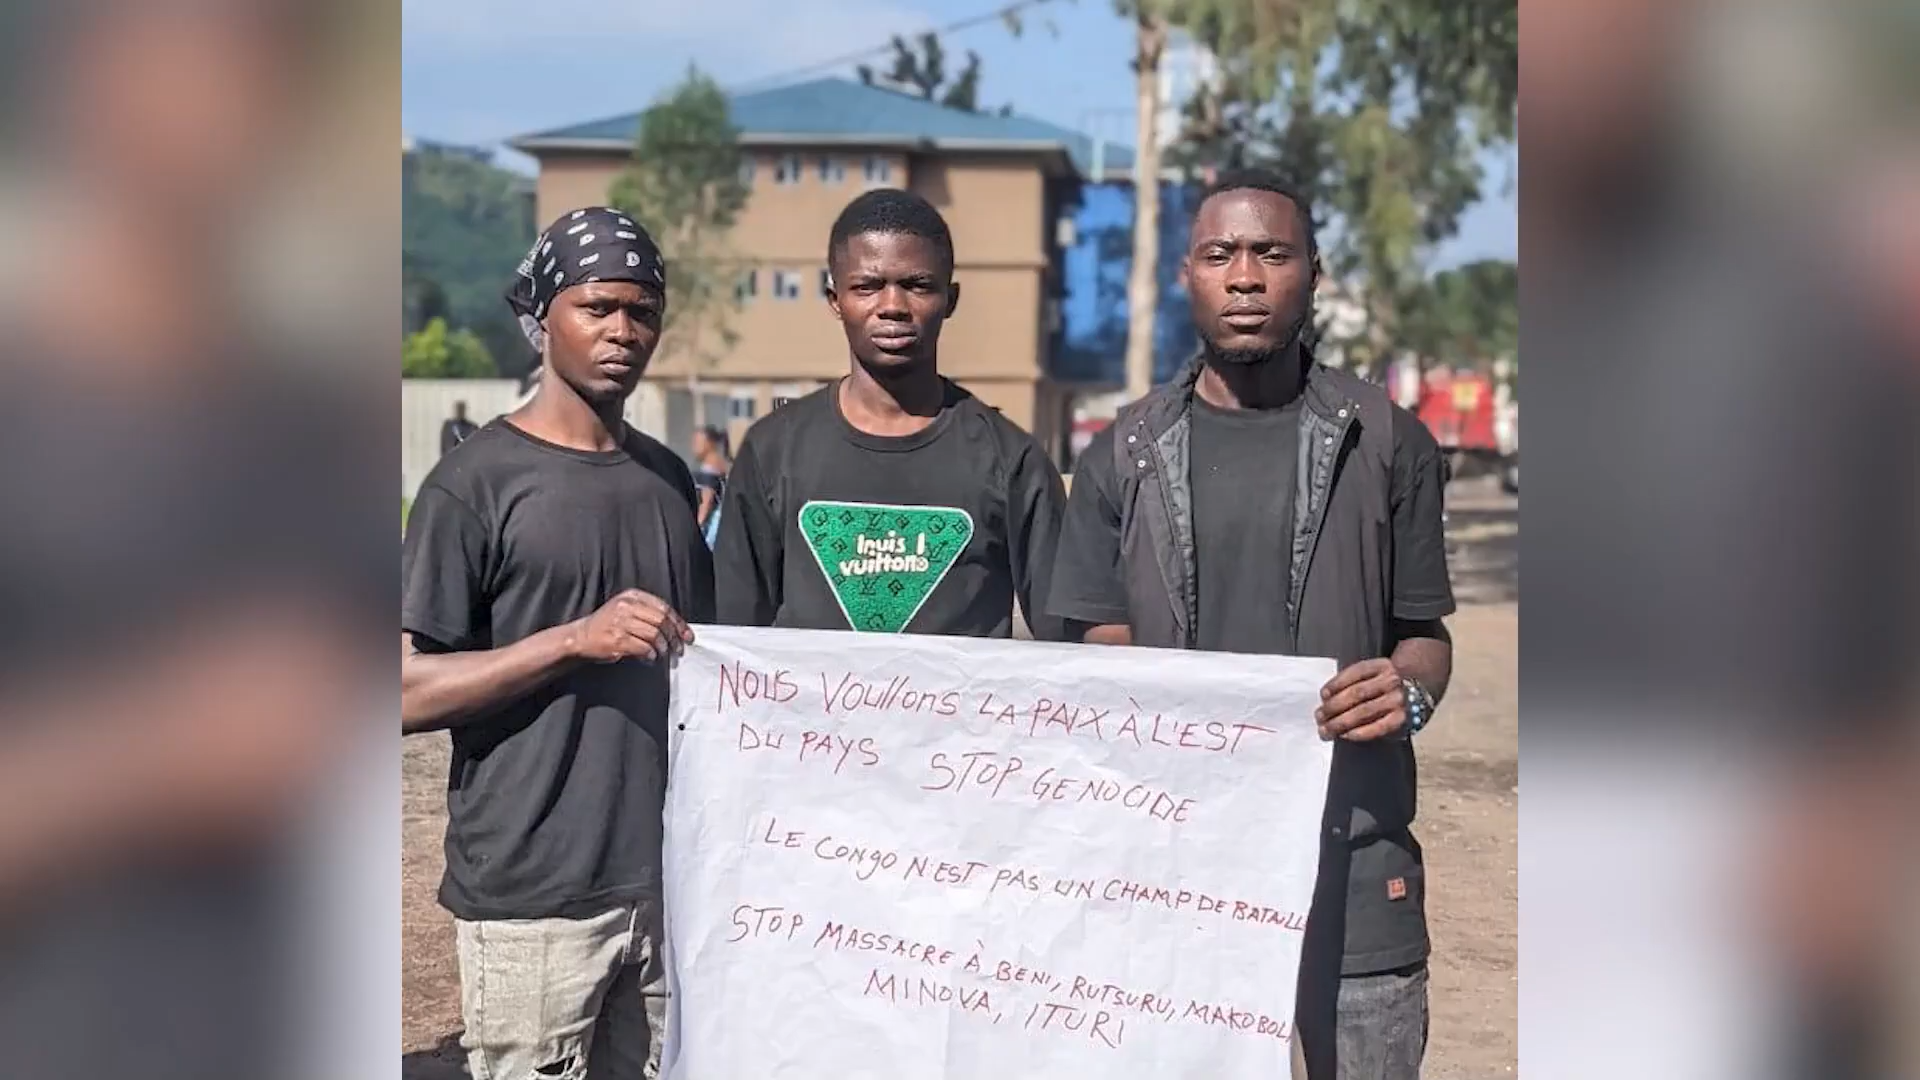 louis
vuitton
NOUS VOULLONS LA PAIX À L'EST
DU PAYS STOP GENOCIDE
LE CONGO N'EST PAS UN CHAMP DE BATAILL
STOP MASSACRE À BENI, RUTSURU, MAKOBOL
MINOVA, ITURI